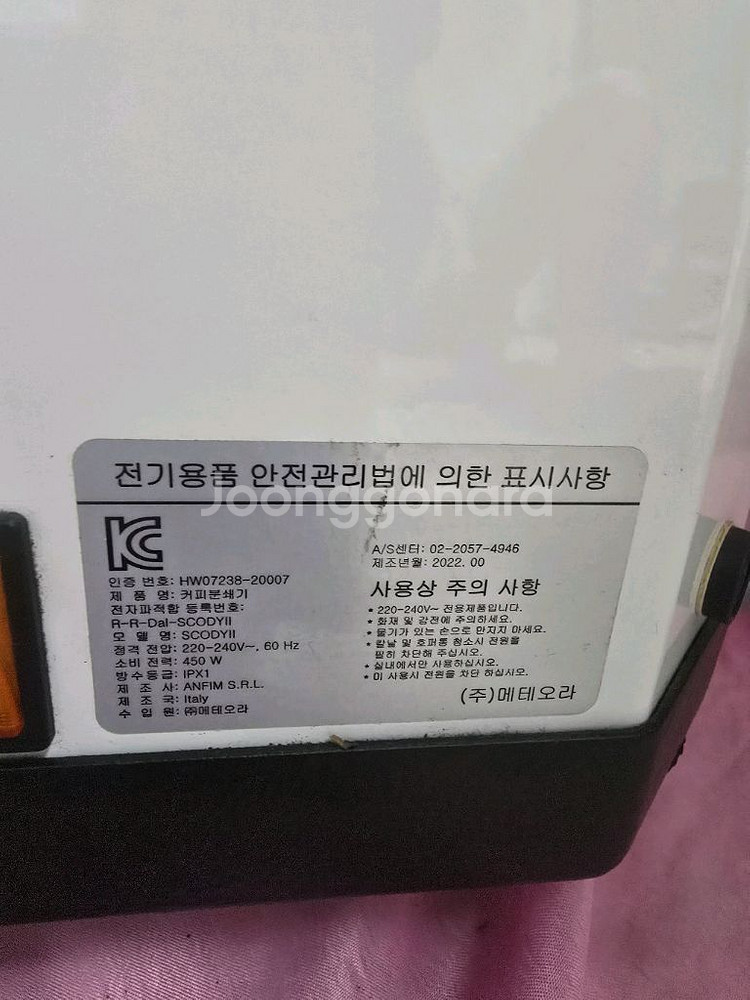 전기용품 안전관리법에 의한 표시사항
Joonggonara
KC
인증 번호: HW07238-20007
제 품 명: 커피분쇄기
전자파적합 등록번호:
R-R-Dal-SCODYII
모 델 명: SCODYII
정격 전압: 220-240V~, 60 Hz
소비 전력: 450 W
방수등급: IPX1
제 조 사: ANFIM S.R.L.
제 조 국: Italy
수 입 원: ㈜메테오라
A/S센터: 02-2057-4946
제조년월: 2022. 00
사용상 주의 사항
• 220-240V~ 전용제품입니다.
• 화재 및 감전에 주의하세요.
• 물기가 있는 손으로 만지지 마세요.
• 칼날 및 호퍼통 청소시 전원을
필히 차단해 주십시오.
• 실내에서만 사용하십시오.
• 미 사용시 전원을 차단 하십시오.
(주)메테오라